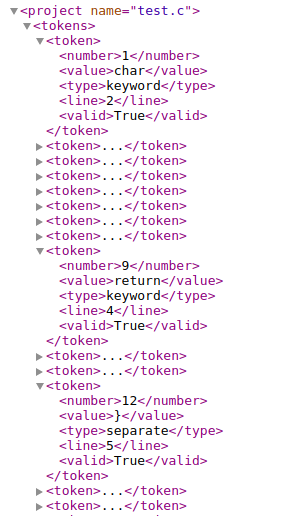 <project name="test.c">
<tokens>
<token>
<number>1</number>
<value>char</value>
<type>keyword</type>
<line>2</line>
<valid>True</valid>
</token>
<token>...</token>
<token>...</token>
<token>...</token>
<token>...</token>
<token>...</token>
<token>...</token>
<token>...</token>
<token>
<number>9</number>
<value>return</value>
<type>keyword</type>
<line>4</line>
<valid>True</valid>
</token>
<token>...</token>
<token>...</token>
<token>
<number>12</number>
<value>}</value>
<type>separate</type>
<line>5</line>
<valid>True</valid>
</token>
<token>...</token>
<token>...</token>